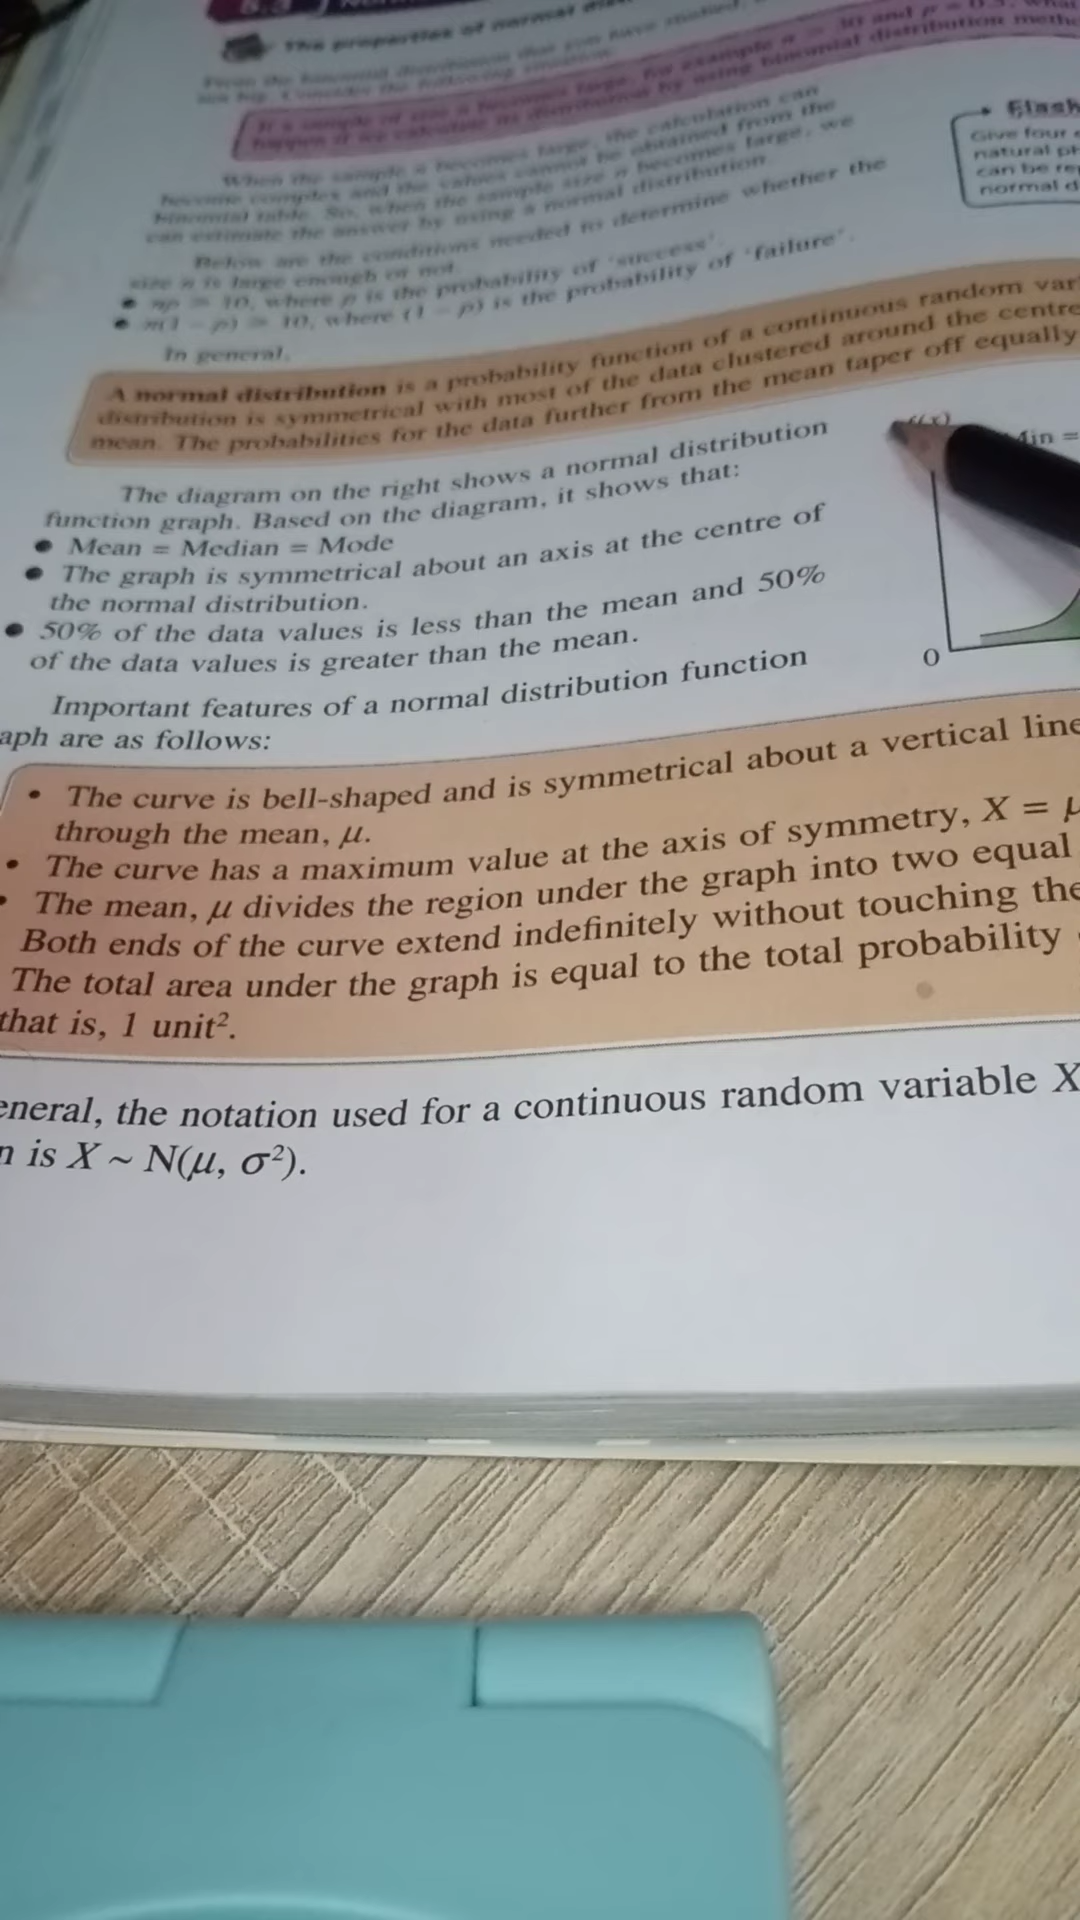 The properties of normal
When the sample n becomes large, the calculation can
become complex and the values cannot be obtained from the
binomial table. So, when the sample size n becomes large, we
can estimate the answer by using a normal distribution.
Below are the conditions needed to determine whether the
size n is large enough or not.
• np ⩾ 10, where p is the probability of 'success'.
• n(1 – p) ⩾ 10, where (1 – p) is the probability of 'failure'.
In general,
Flash
Give four
natural ph
can be rep
normal d
A normal distribution is a probability function of a continuous random var
distribution is symmetrical with most of the data clustered around the centre
mean. The probabilities for the data further from the mean taper off equally
The diagram on the right shows a normal distribution
function graph. Based on the diagram, it shows that:
• Mean = Median = Mode
• The graph is symmetrical about an axis at the centre of
the normal distribution.
• 50% of the data values is less than the mean and 50%
of the data values is greater than the mean.
f(x)
0
Important features of a normal distribution function
aph are as follows:
• The curve is bell-shaped and is symmetrical about a vertical line
through the mean, μ.
• The curve has a maximum value at the axis of symmetry, X = μ
• The mean, μ divides the region under the graph into two equal
Both ends of the curve extend indefinitely without touching the
The total area under the graph is equal to the total probability
that is, 1 unit².
eneral, the notation used for a continuous random variable X
n is X ~ N(μ, σ²).